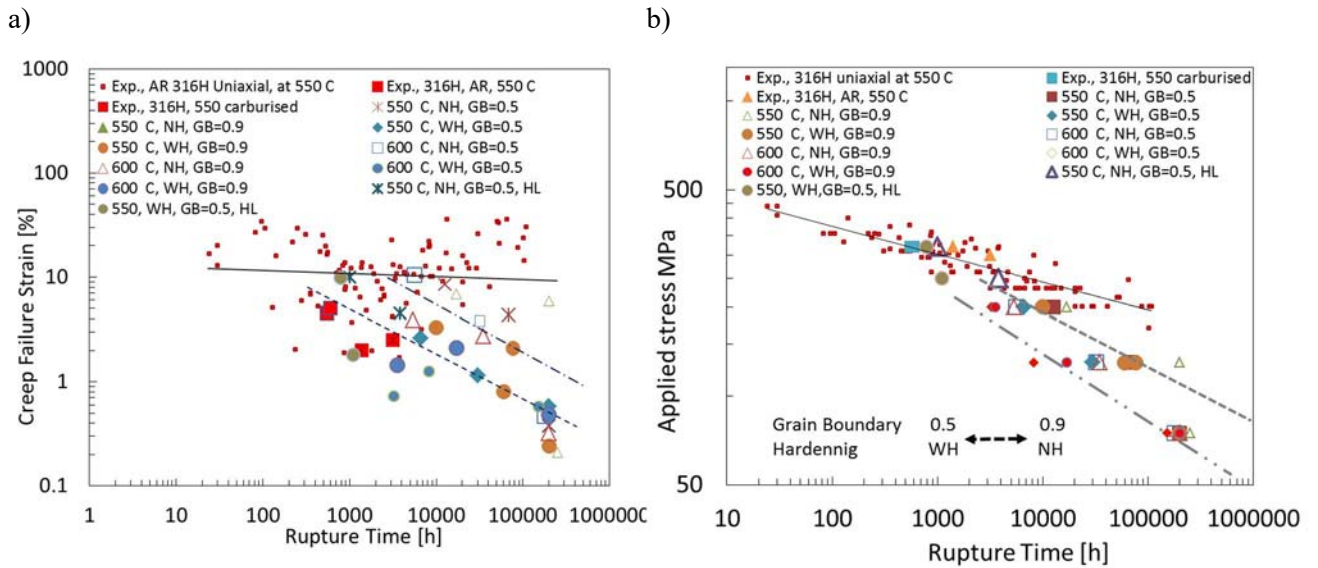 a)
b)
Creep Failure Strain [%]
1000
100
10
1
0.1
Exp., AR 316H Uniaxial, at 550 C
Exp., 316H, AR, 550 C
Exp., 316H, 550 carburised
550 C, NH, GB=0.5
550 C, NH, GB=0.9
550 C, WH, GB=0.5
550 C, WH, GB=0.9
600 C, NH, GB=0.5
600 C, NH, GB=0.9
600 C, WH, GB=0.5
600 C, WH, GB=0.9
550 C, NH, GB=0.5, HL
550, WH, GB=0.5, HL
1 10 100 1000 10000 100000 100000C
Rupture Time [h]
Applied stress MPa
500
50
Exp., 316H uniaxial at 550 C
Exp., 316H, 550 carburised
Exp., 316H, AR, 550 C
550 C, NH, GB=0.5
550 C, NH, GB=0.9
550 C, WH, GB=0.5
550 C, WH, GB=0.9
600 C, NH, GB=0.5
600 C, NH, GB=0.9
600 C, WH, GB=0.5
600 C, WH, GB=0.9
550 C, NH, GB=0.5, HL
550, WH,GB=0.5, HL
Grain Boundary 0.5 0.9
Hardennig WH NH
10 100 1000 10000 100000 1000000
Rupture Time [h]